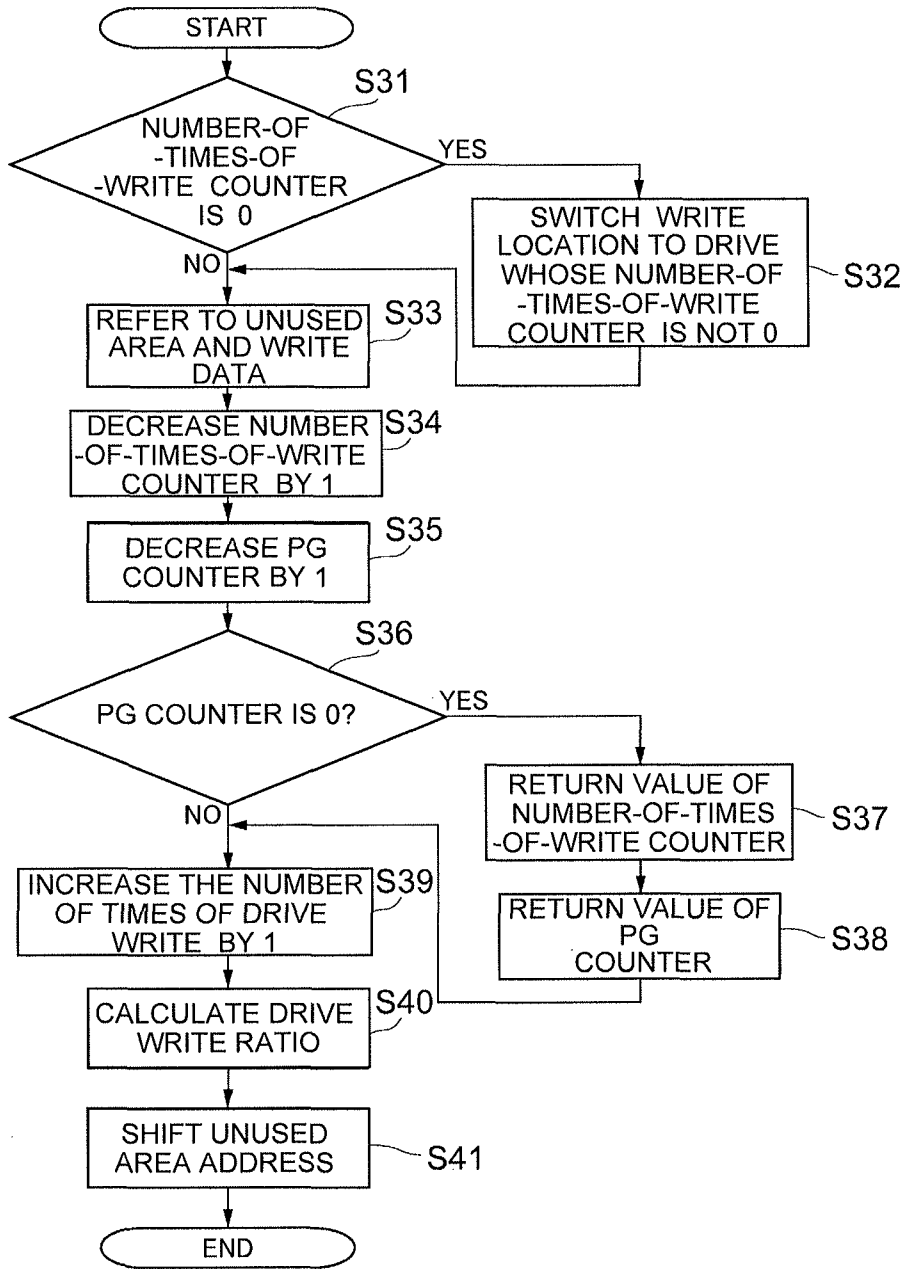 START
S31
NUMBER-OF
-TIMES-OF
-WRITE COUNTER
IS 0
YES
SWITCH WRITE
LOCATION TO DRIVE
WHOSE NUMBER-OF
-TIMES-OF-WRITE
COUNTER IS NOT 0
S32
NO
REFER TO UNUSED
AREA AND WRITE
DATA
S33
DECREASE NUMBER
-OF-TIMES-OF-WRITE
COUNTER BY 1
S34
DECREASE PG
COUNTER BY 1
S35
S36
PG COUNTER IS 0?
YES
RETURN VALUE OF
NUMBER-OF-TIMES
-OF-WRITE COUNTER
S37
RETURN VALUE OF
PG
COUNTER
S38
NO
INCREASE THE NUMBER
OF TIMES OF DRIVE
WRITE BY 1
S39
CALCULATE DRIVE
WRITE RATIO
S40
SHIFT UNUSED
AREA ADDRESS
S41
END